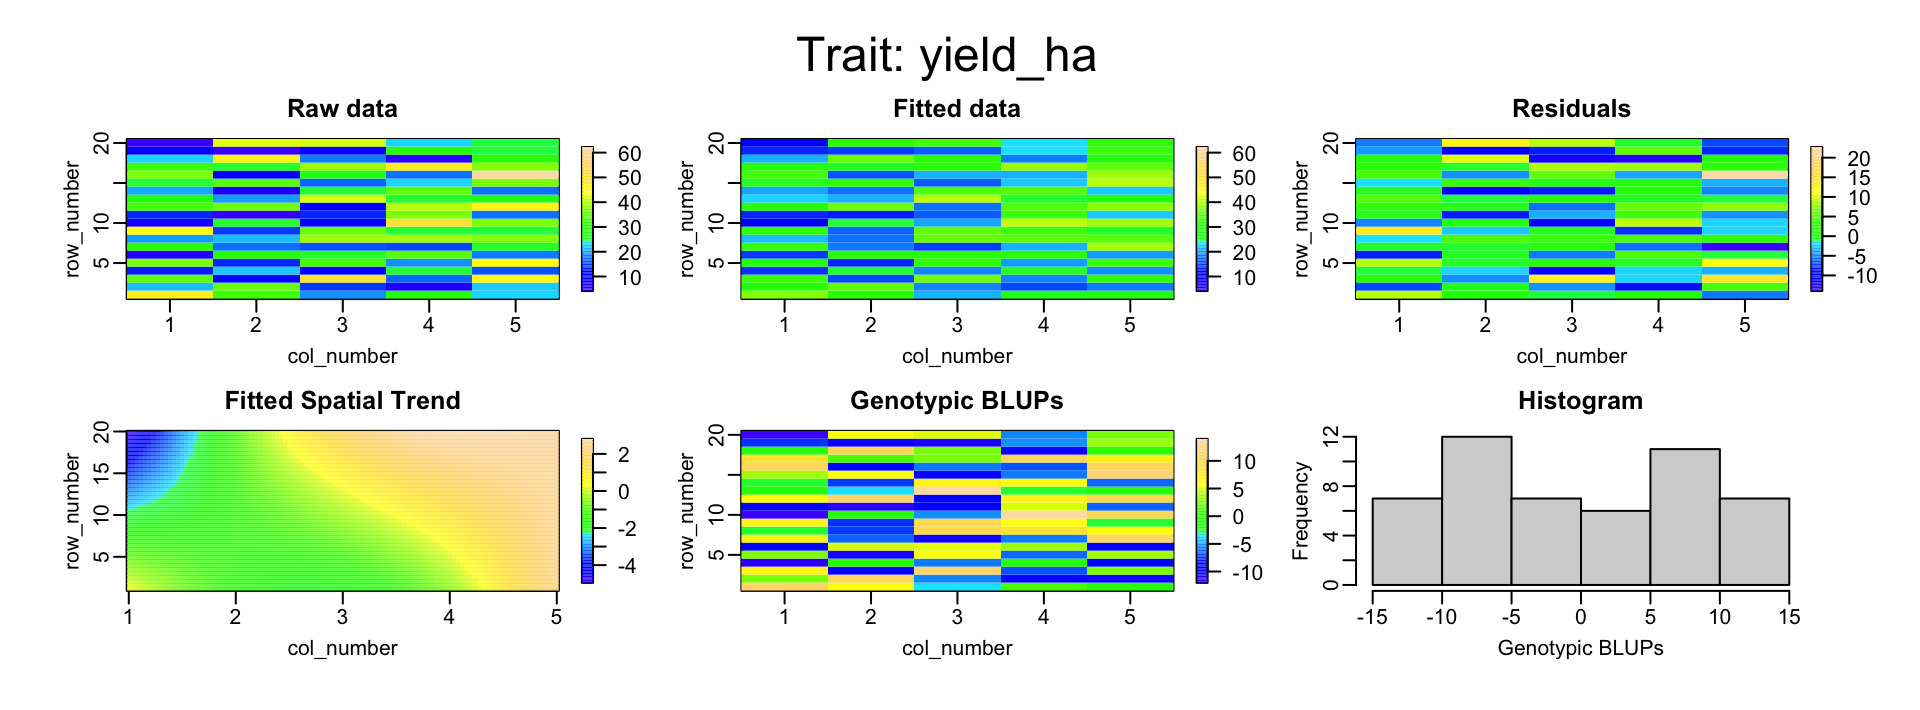 Trait: yield_ha
Raw data
row_number
5 10 20
1 2 3 4 5
col_number
60
50
40
30
20
10
Fitted data
row_number
5 10 20
1 2 3 4 5
col_number
60
50
40
30
20
10
Residuals
row_number
5 10 20
1 2 3 4 5
col_number
20
15
10
5
0
-5
-10
Fitted Spatial Trend
row_number
5 10 15 20
1 2 3 4 5
col_number
2
0
-2
-4
Genotypic BLUPs
row_number
5 10 20
1 2 3 4 5
col_number
10
5
0
-5
-10
Histogram
Frequency
0 4 8 12
-15 -10 -5 0 5 10 15
Genotypic BLUPs